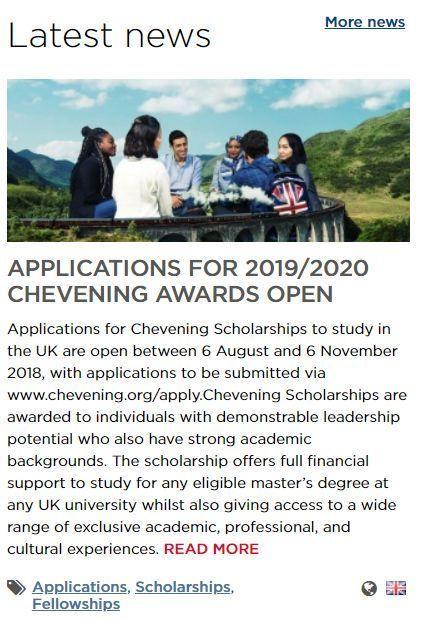 More news
Latest news
APPLICATIONS FOR 2019/2020
CHEVENING AWARDS OPEN
Applications for Chevening Scholarships to study in
the UK are open between 6 August and 6 November
2018, with applications to be submitted via
www.chevening.org/apply.Chevening Scholarships are
awarded to individuals with demonstrable leadership
potential who also have strong academic
backgrounds. The scholarship offers full financial
support to study for any eligible master's degree at
any UK university whilst also giving access to a wide
range of exclusive academic, professional, and
cultural experiences. READ MORE
Applications, Scholarships,
Fellowships